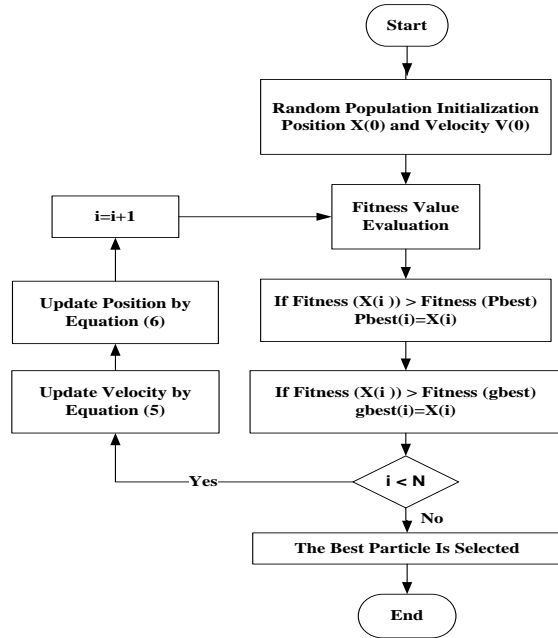 Start
Random Population Initialization
Position X(0) and Velocity V(0)
i=i+1
Fitness Value
Evaluation
If Fitness (X(i )) > Fitness (Pbest)
Pbest(i)=X(i)
Update Position by
Equation (6)
If Fitness (X(i )) > Fitness (gbest)
gbest(i)=X(i)
Update Velocity by
Equation (5)
i < N
Yes
No
The Best Particle Is Selected
End